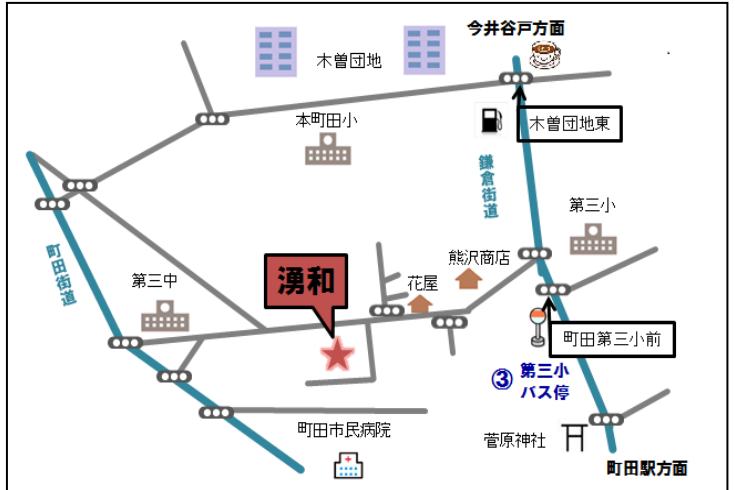 今井谷戸方面
木曽団地
本町田小
木曽団地東
鎌倉街道
第三小
町田街道
熊沢商店
第三中
湧和
花屋
町田第三小前
③ 第三小
バス停
町田市民病院
菅原神社
町田駅方面